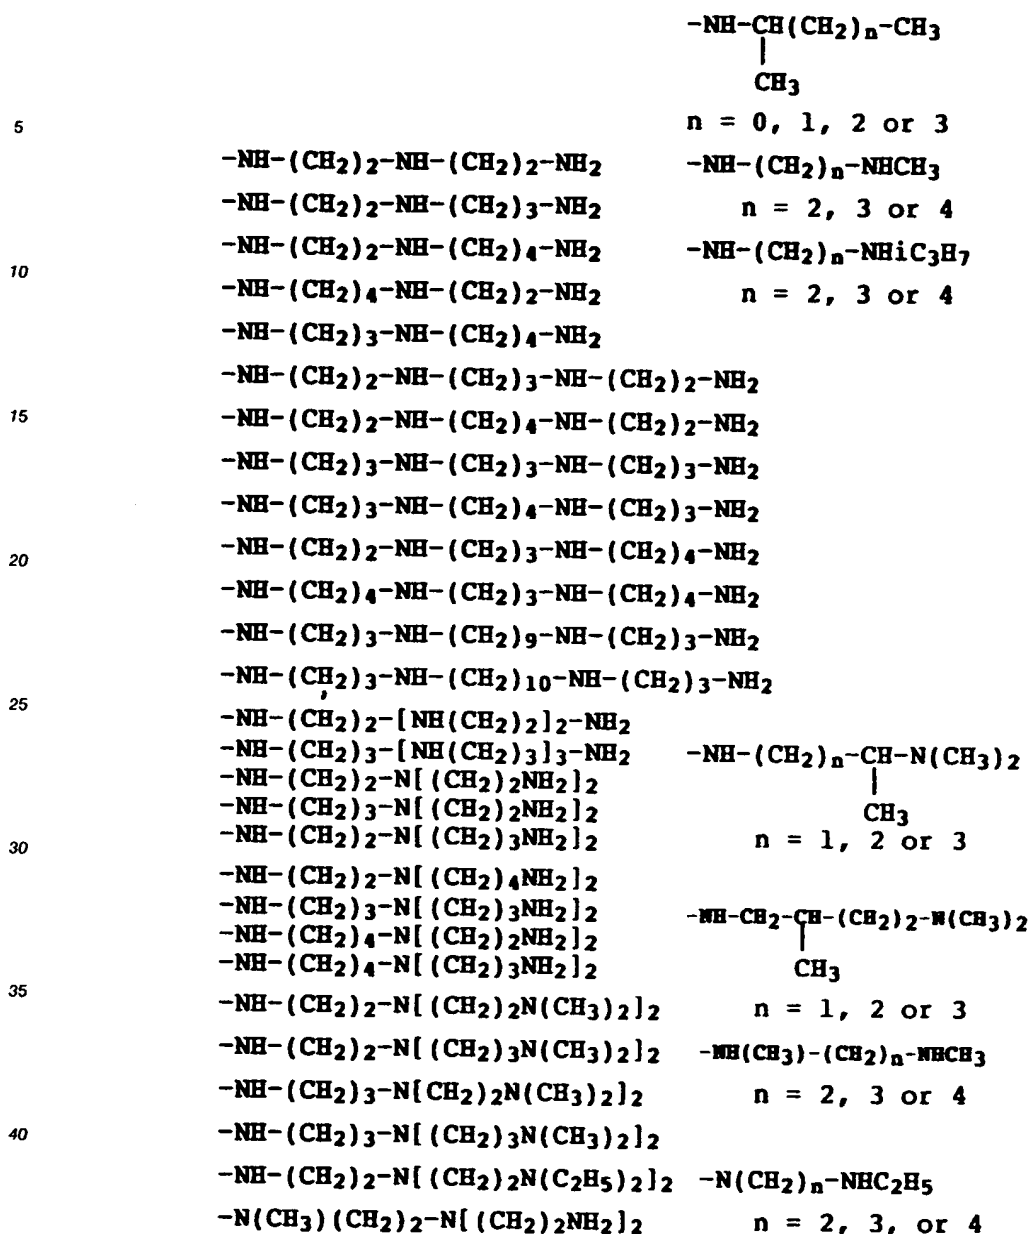 -NH-CH(CH2)n-CH3
CH3
5
n = 0, 1, 2 or 3
-NH-(CH2)2-NH-(CH2)2-NH2 -NH-(CH2)n-NHCH3
-NH-(CH2)2-NH-(CH2)3-NH2 n = 2, 3 or 4
-NH-(CH2)2-NH-(CH2)4-NH2 -NH-(CH2)n-NHiC3H7
10
-NH-(CH2)4-NH-(CH2)2-NH2 n = 2, 3 or 4
-NH-(CH2)3-NH-(CH2)4-NH2
-NH-(CH2)2-NH-(CH2)3-NH-(CH2)2-NH2
15
-NH-(CH2)2-NH-(CH2)4-NH-(CH2)2-NH2
-NH-(CH2)3-NH-(CH2)3-NH-(CH2)3-NH2
-NH-(CH2)3-NH-(CH2)4-NH-(CH2)3-NH2
-NH-(CH2)2-NH-(CH2)3-NH-(CH2)4-NH2
20
-NH-(CH2)4-NH-(CH2)3-NH-(CH2)4-NH2
-NH-(CH2)3-NH-(CH2)9-NH-(CH2)3-NH2
-NH-(CH2)3-NH-(CH2)10-NH-(CH2)3-NH2
25
-NH-(CH2)2-[NH(CH2)2]2-NH2
-NH-(CH2)3-[NH(CH2)3]3-NH2 -NH-(CH2)n-CH-N(CH3)2
-NH-(CH2)2-N[(CH2)2NH2]2
-NH-(CH2)3-N[(CH2)2NH2]2 CH3
-NH-(CH2)2-N[(CH2)3NH2]2 n = 1, 2 or 3
30
-NH-(CH2)2-N[(CH2)4NH2]2
-NH-(CH2)3-N[(CH2)3NH2]2 -NH-CH2-CH-(CH2)2-N(CH3)2
-NH-(CH2)4-N[(CH2)2NH2]2
-NH-(CH2)4-N[(CH2)3NH2]2 CH3
35
-NH-(CH2)2-N[(CH2)2N(CH3)2]2 n = 1, 2 or 3
-NH-(CH2)2-N[(CH2)3N(CH3)2]2 -NH(CH3)-(CH2)n-NHCH3
-NH-(CH2)3-N[CH2)2N(CH3)2]2 n = 2, 3 or 4
40
-NH-(CH2)3-N[(CH2)3N(CH3)2]2
-NH-(CH2)2-N[(CH2)2N(C2H5)2]2 -N(CH2)n-NHC2H5
-N(CH3)(CH2)2-N[(CH2)2NH2]2 n = 2, 3, or 4